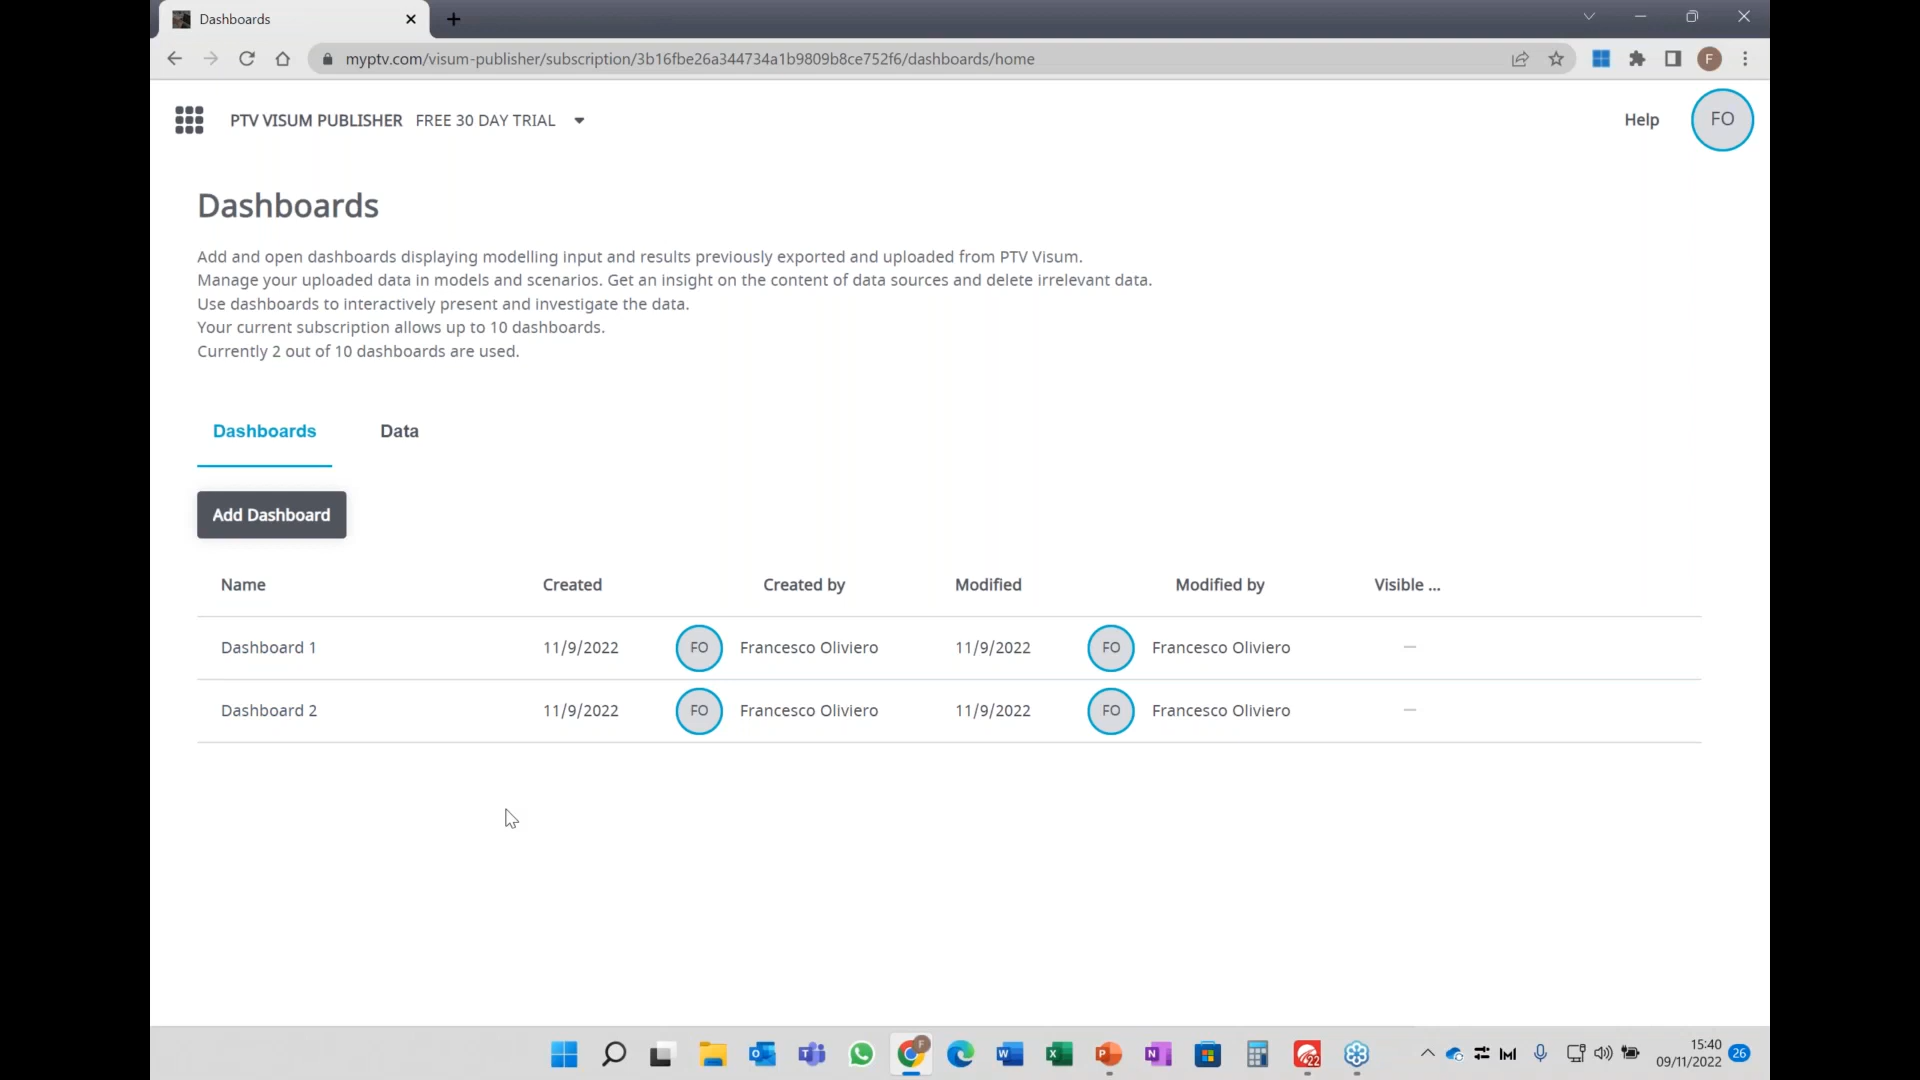 Dashboards
myptv.com/visum-publisher/subscription/3b16fbe26a344734a1b9809b8ce752f6/dashboards/home
F
PTV VISUM PUBLISHER FREE 30 DAY TRIAL
Help
FO
Dashboards
Add and open dashboards displaying modelling input and results previously exported and uploaded from PTV Visum.
Manage your uploaded data in models and scenarios. Get an insight on the content of data sources and delete irrelevant data.
Use dashboards to interactively present and investigate the data.
Your current subscription allows up to 10 dashboards.
Currently 2 out of 10 dashboards are used.
Dashboards Data
Add Dashboard
Name Created Created by Modified Modified by Visible ...
Dashboard 1 11/9/2022 FO Francesco Oliviero 11/9/2022 FO Francesco Oliviero —
Dashboard 2 11/9/2022 FO Francesco Oliviero 11/9/2022 FO Francesco Oliviero —
15:40
09/11/2022
26
22